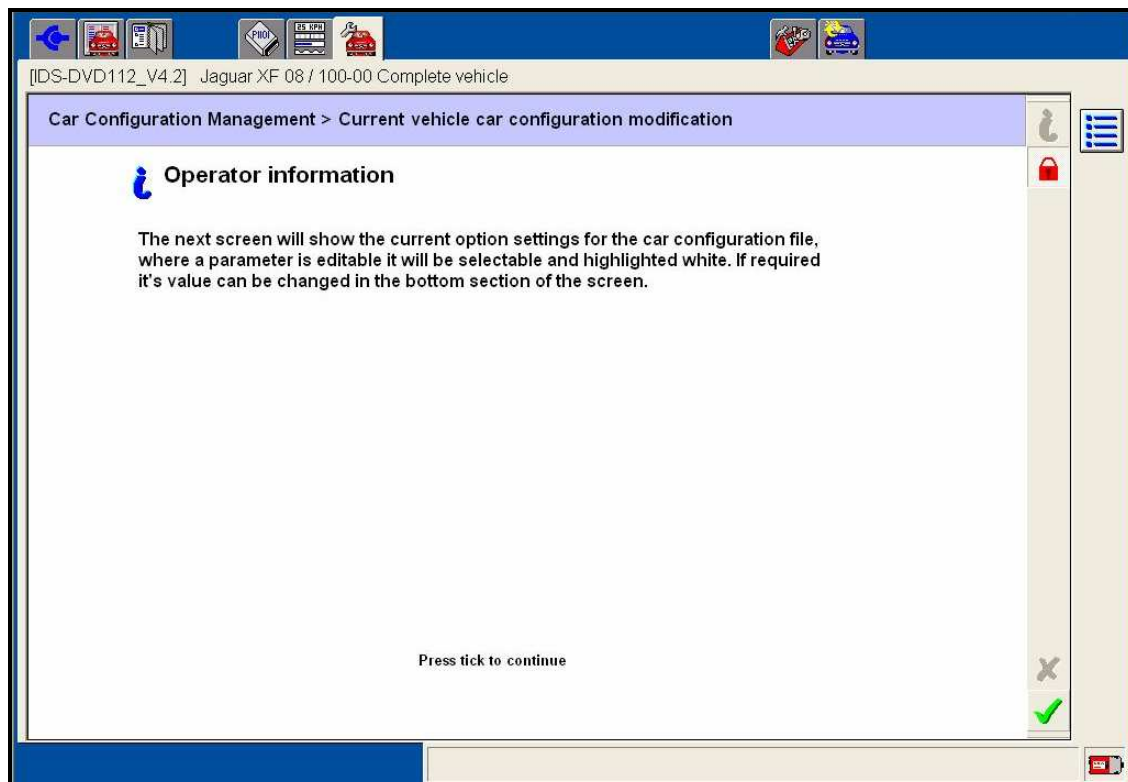 P1101
25 KPH
[IDS-DVD112_V4.2] Jaguar XF 08 / 100-00 Complete vehicle
Car Configuration Management > Current vehicle car configuration modification
Operator information
The next screen will show the current option settings for the car configuration file,
where a parameter is editable it will be selectable and highlighted white. If required
it's value can be changed in the bottom section of the screen.
Press tick to continue